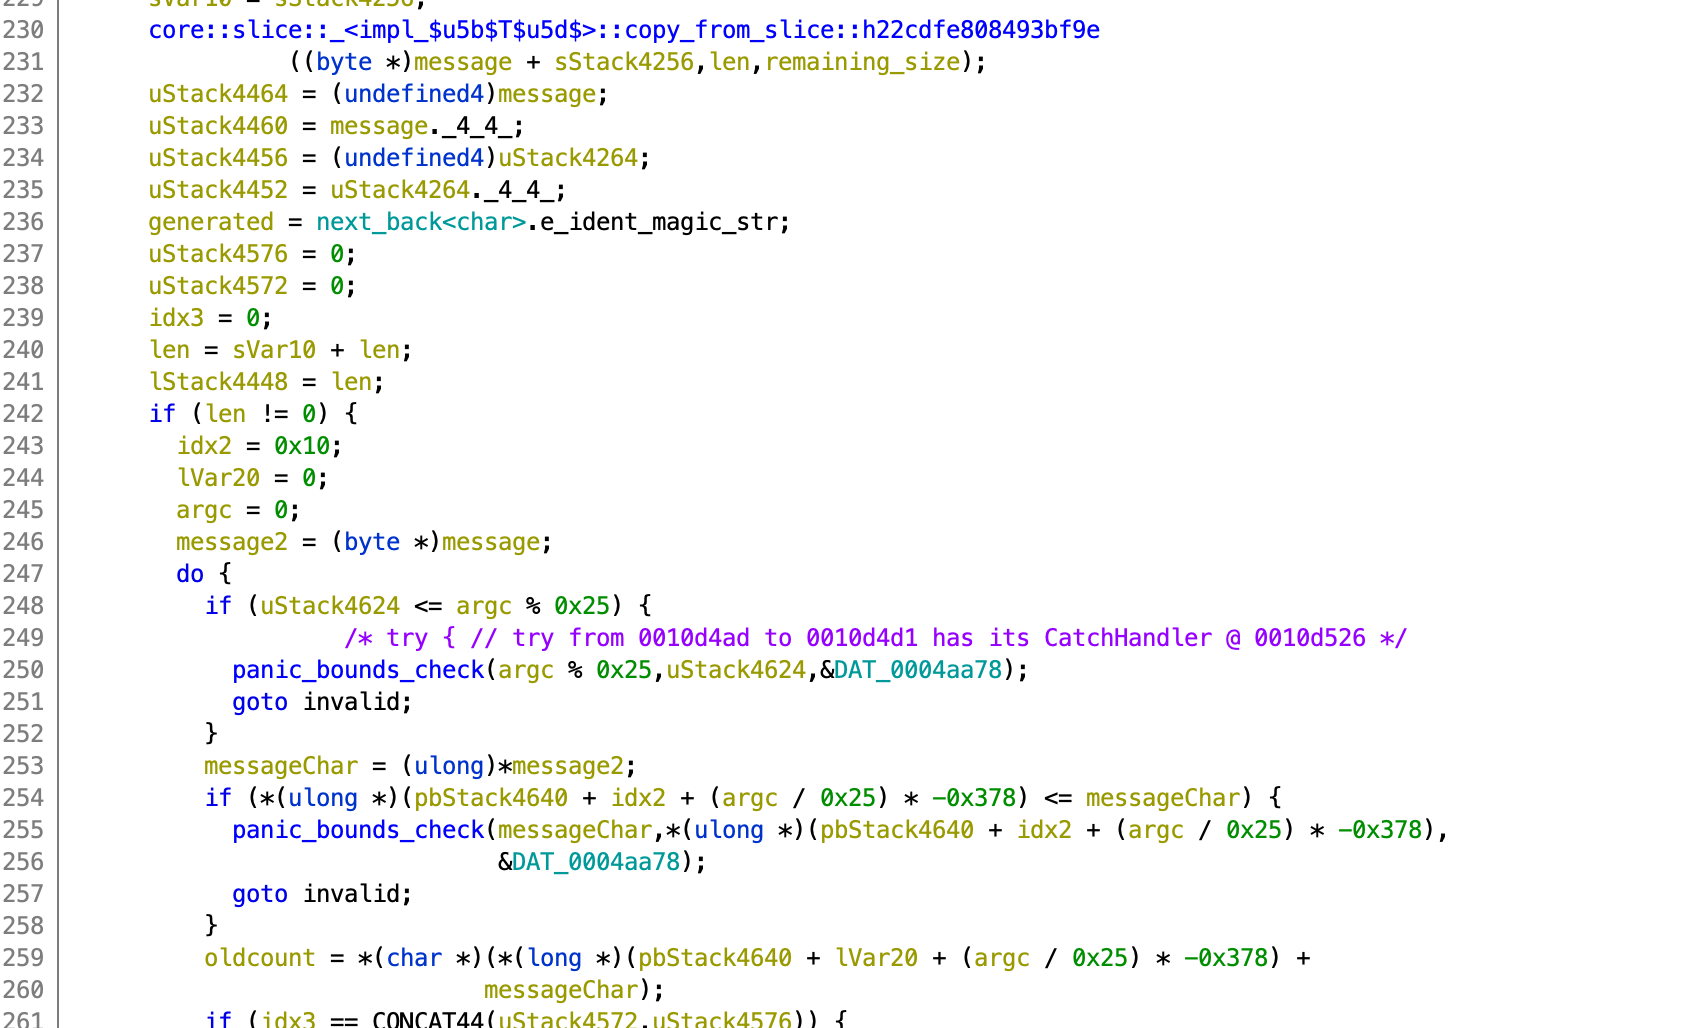 230 core::slice::_<impl_$u5b$T$u5d$>::copy_from_slice::h22cdfe808493bf9e
231 ((byte *)message + sStack4256,len,remaining_size);
232 uStack4464 = (undefined4)message;
233 uStack4460 = message._4_4_;
234 uStack4456 = (undefined4)uStack4264;
235 uStack4452 = uStack4264._4_4_;
236 generated = next_back<char>.e_ident_magic_str;
237 uStack4576 = 0;
238 uStack4572 = 0;
239 idx3 = 0;
240 len = sVar10 + len;
241 lStack4448 = len;
242 if (len != 0) {
243 idx2 = 0x10;
244 lVar20 = 0;
245 argc = 0;
246 message2 = (byte *)message;
247 do {
248 if (uStack4624 <= argc % 0x25) {
249 /* try { // try from 0010d4ad to 0010d4d1 has its CatchHandler @ 0010d526 */
250 panic_bounds_check(argc % 0x25,uStack4624,&DAT_0004aa78);
251 goto invalid;
252 }
253 messageChar = (ulong)*message2;
254 if (*(ulong *)(pbStack4640 + idx2 + (argc / 0x25) * -0x378) <= messageChar) {
255 panic_bounds_check(messageChar,*(ulong *)(pbStack4640 + idx2 + (argc / 0x25) * -0x378),
256 &DAT_0004aa78);
257 goto invalid;
258 }
259 oldcount = *(char *)(*(long *)(pbStack4640 + lVar20 + (argc / 0x25) * -0x378) +
260 messageChar);
261 if (idx3 == CONCAT44(uStack4572,uStack4576)) {